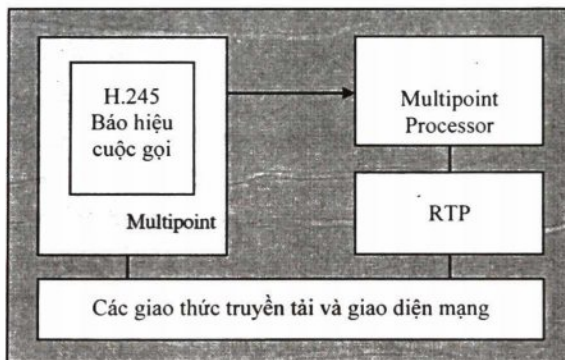 H.245
Báo hiệu
cuộc gọi
Multipoint
Multipoint
Processor
RTP
Các giao thức truyền tải và giao diện mạng